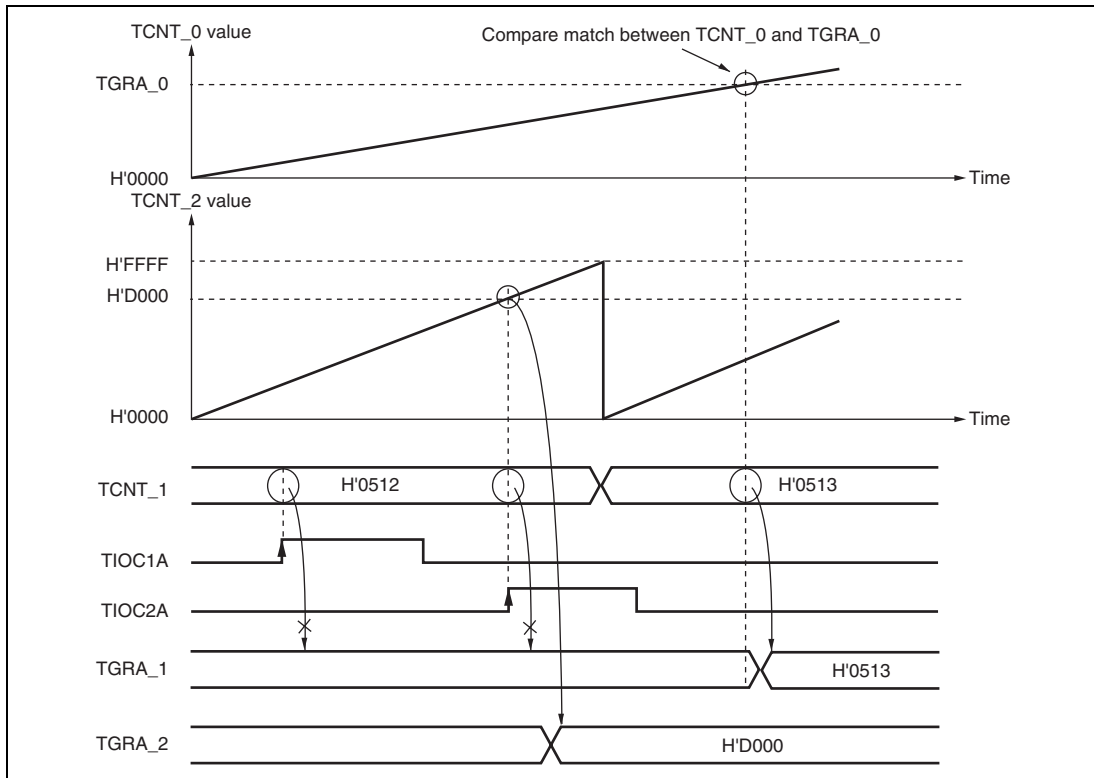 TCNT_0 value
Compare match between TCNT_0 and TGRA_0
TGRA_0
H'0000
Time
TCNT_2 value
H'FFFF
H'D000
H'0000
Time
TCNT_1
H'0512
H'0513
TIOC1A
TIOC2A
TGRA_1
H'0513
TGRA_2
H'D000